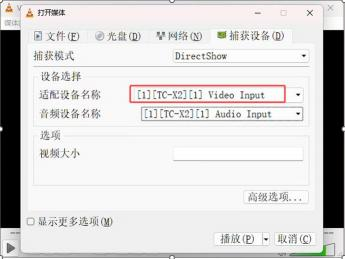 打开媒体
文件(F) 光盘(D) 网络(N) 捕获设备(D)
捕获模式 DirectShow
设备选择
适配设备名称 [1][TC-X2][1] Video Input
音频设备名称 [1][TC-X2][1] Audio Input
选项
视频大小
高级选项...
显示更多选项(M)
播放(P) 取消(C)